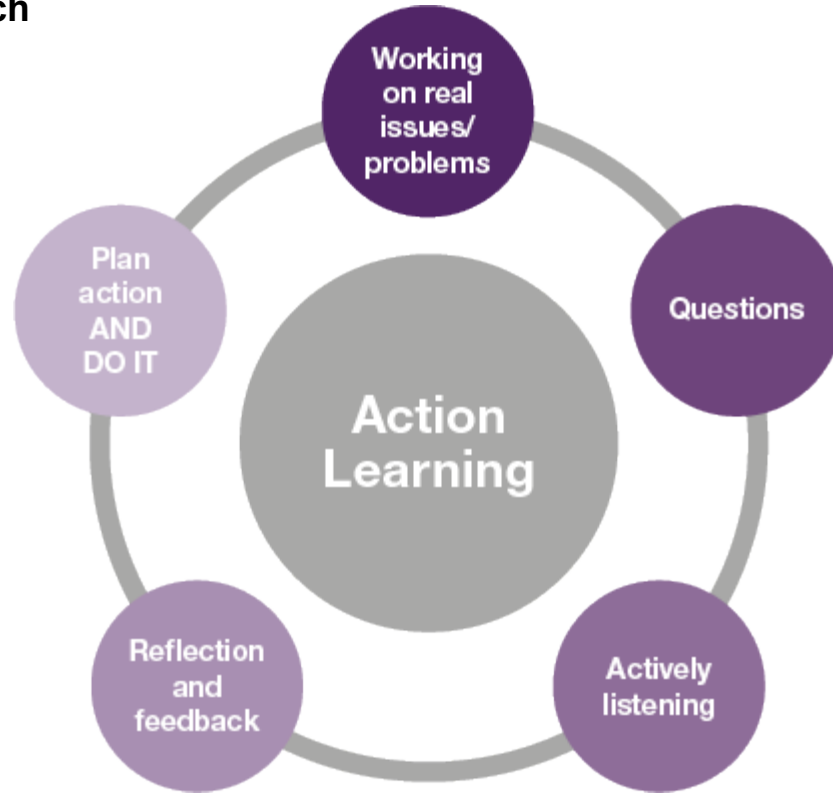 ch
Working
on real
issues/
problems
Questions
Actively
listening
Reflection
and
feedback
Plan
action
AND
DO IT
Action
Learning